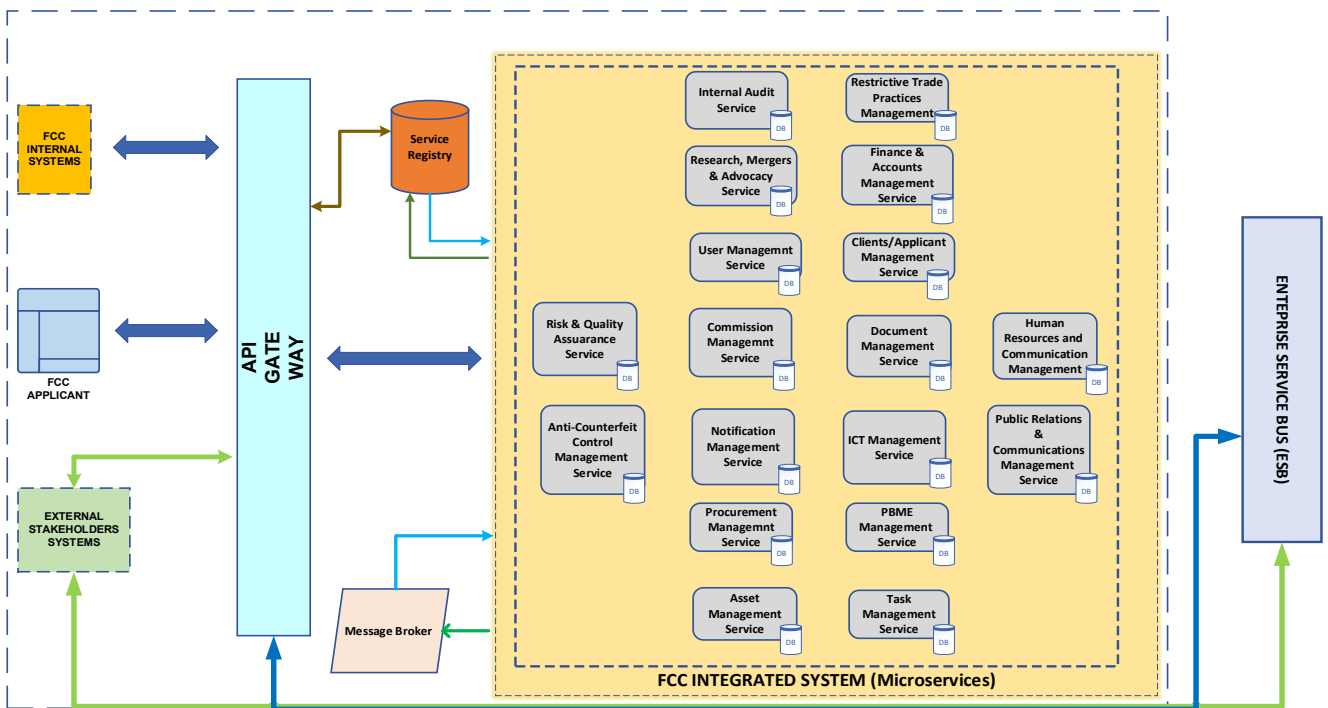 FCC
INTERNAL
SYSTEMS
FCC
APPLICANT
EXTERNAL
STAKEHOLDERS
SYSTEMS
API
GATE
WAY
Service
Registry
Message Broker
Internal Audit
Service
DB
Restrictive Trade
Practices
Management
DB
Research, Mergers
& Advocacy
Service
DB
Finance &
Accounts
Management
Service
DB
User Managemnt
Service
DB
Clients/Applicant
Management
Service
DB
Risk & Quality
Assuarance
Service
DB
Commission
Managemnt
Service
DB
Document
Management
Service
DB
Human
Resources and
Communication
Management
DB
Anti-Counterfeit
Control
Management
Service
DB
Notification
Management
Service
DB
ICT Management
Service
DB
Public Relations
&
Communications
Management
Service
DB
Procurement
Managemnt
Service
DB
PBME
Management
Service
DB
Asset
Management
Service
DB
Task
Management
Service
DB
FCC INTEGRATED SYSTEM (Microservices)
ENTEPRISE SERVICE BUS (ESB)